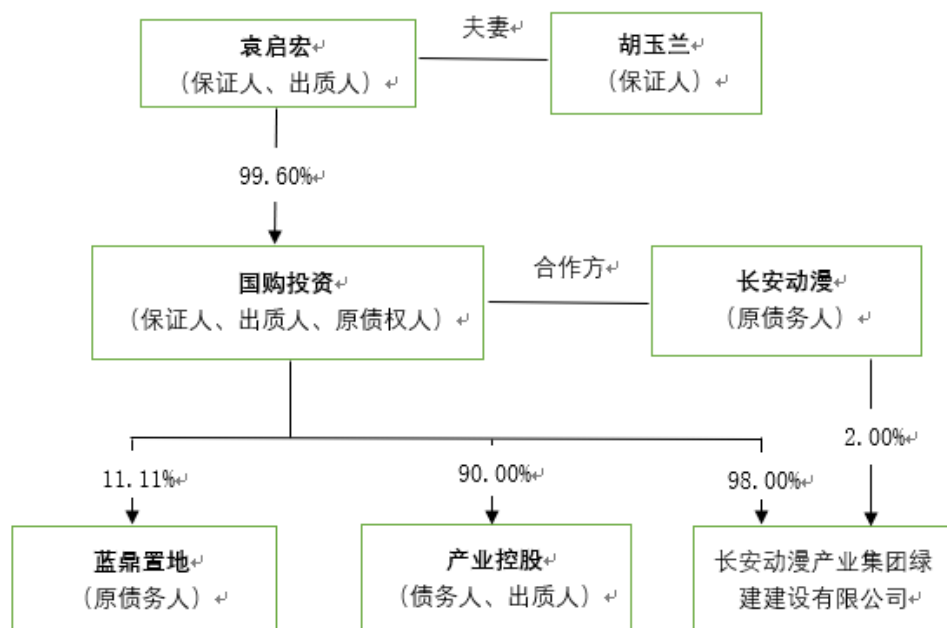 袁启宏↵
（保证人、出质人）↵
夫妻↵
胡玉兰↵
（保证人）↵
99.60%↵
国购投资↵
（保证人、出质人、原债权人）↵
合作方↵
长安动漫↵
（原债务人）↵
11.11%↵
90.00%↵
98.00%↵
2.00%↵
蓝鼎置地↵
（原债务人）↵
产业控股↵
（债务人、出质人）↵
长安动漫产业集团绿
建建设有限公司↵